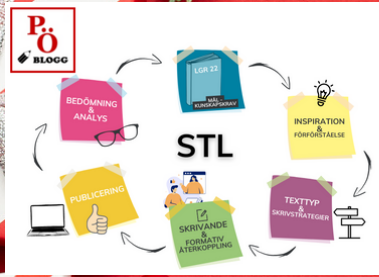 PÖ
BLOGG
LGR 22
MÅL -
KUNSKAPSKRAV
BEDÖMNING
&
ANALYS
INSPIRATION
&
FÖRFÖRSTÅELSE
STL
PUBLICERING
TEXTTYP
&
SKRIVSTRATEGIER
SKRIVANDE
&
FORMATIV
ÅTERKOPPLING